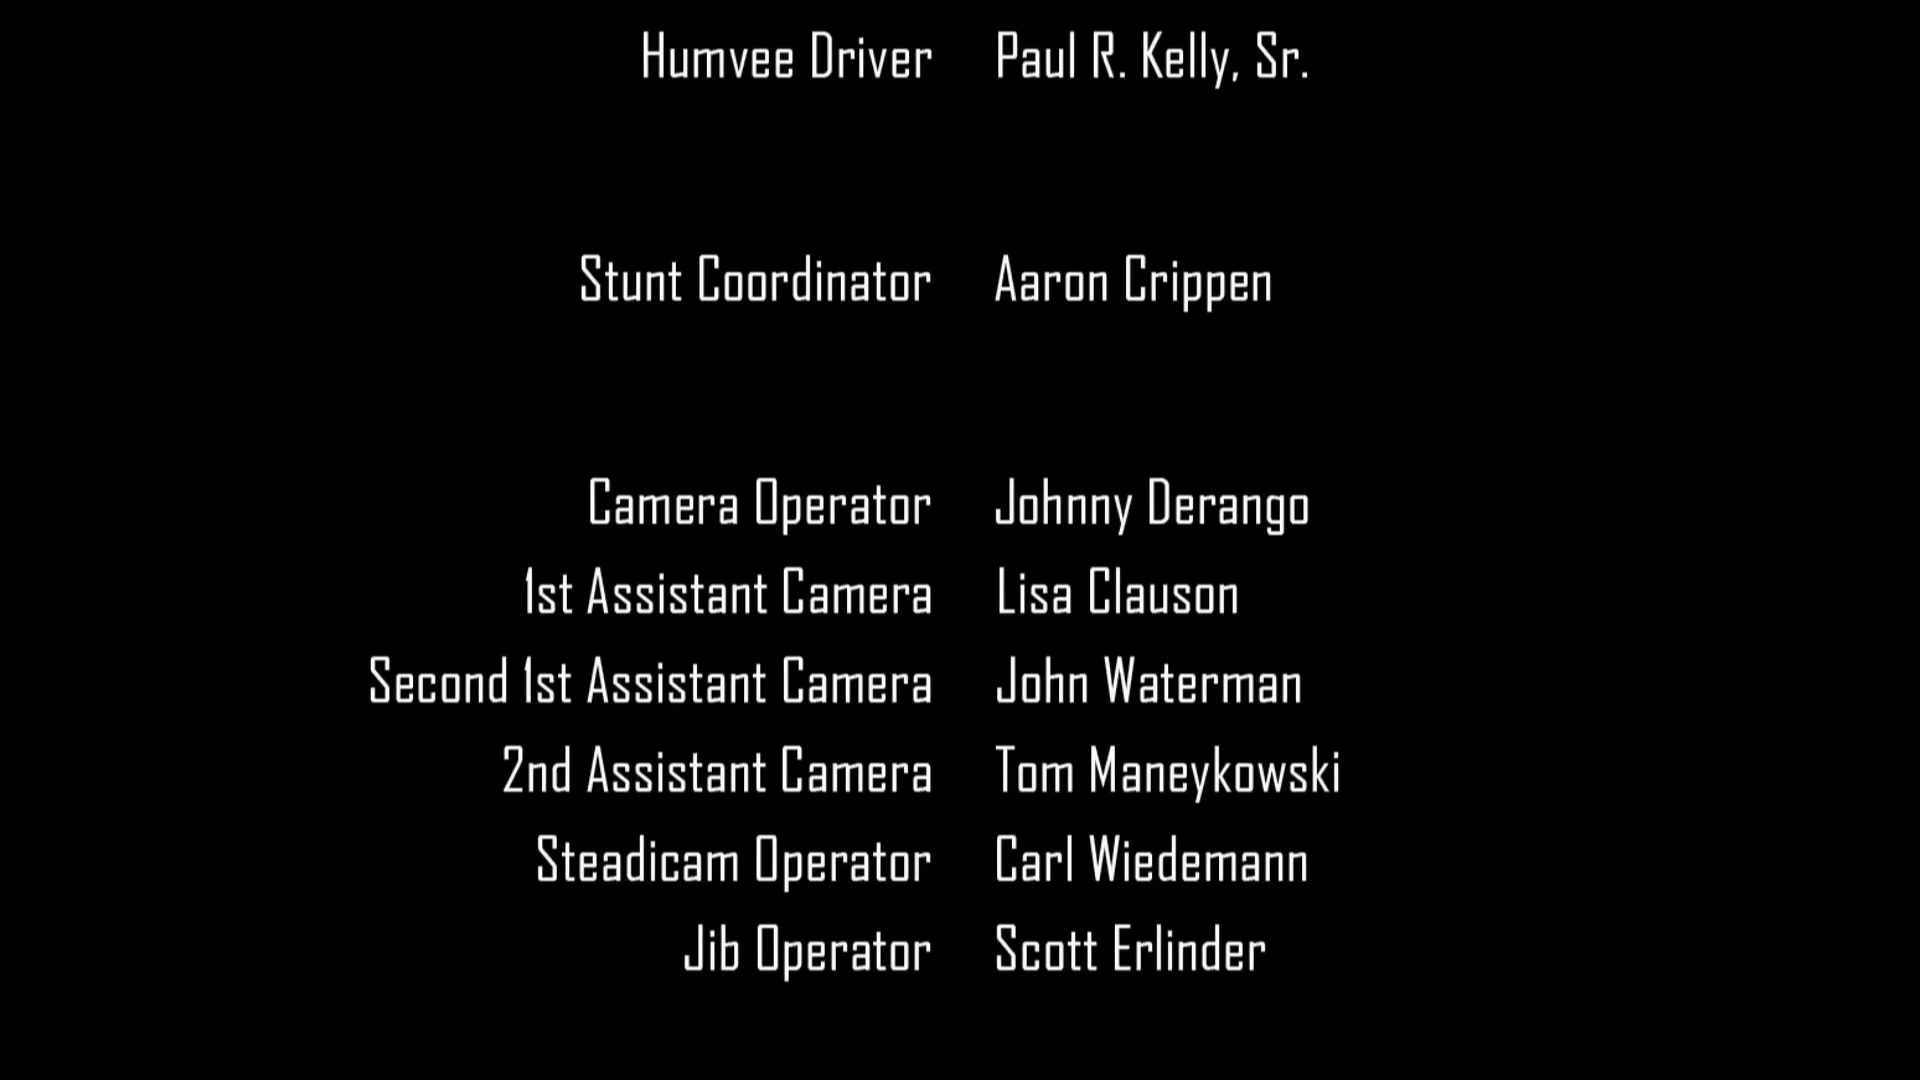 Humvee Driver Paul R. Kelly, Sr.
Stunt Coordinator Aaron Crippen
Camera Operator Johnny Derango
1st Assistant Camera Lisa Clauson
Second 1st Assistant Camera John Waterman
2nd Assistant Camera Tom Maneykowski
Steadicam Operator Carl Wiedemann
Jib Operator Scott Erlinder